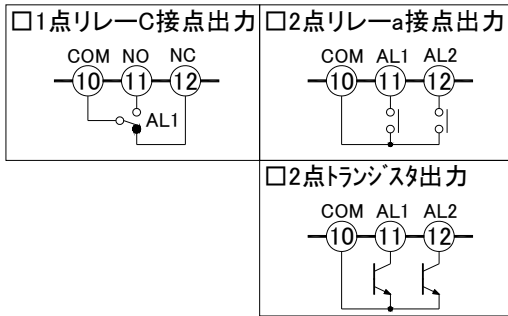 □1点リレーC接点出力
COM NO NC
10 11 12
AL1
□2点リレーa接点出力
COM AL1 AL2
10 11 12
□2点トランジスタ出力
COM AL1 AL2
10 11 12